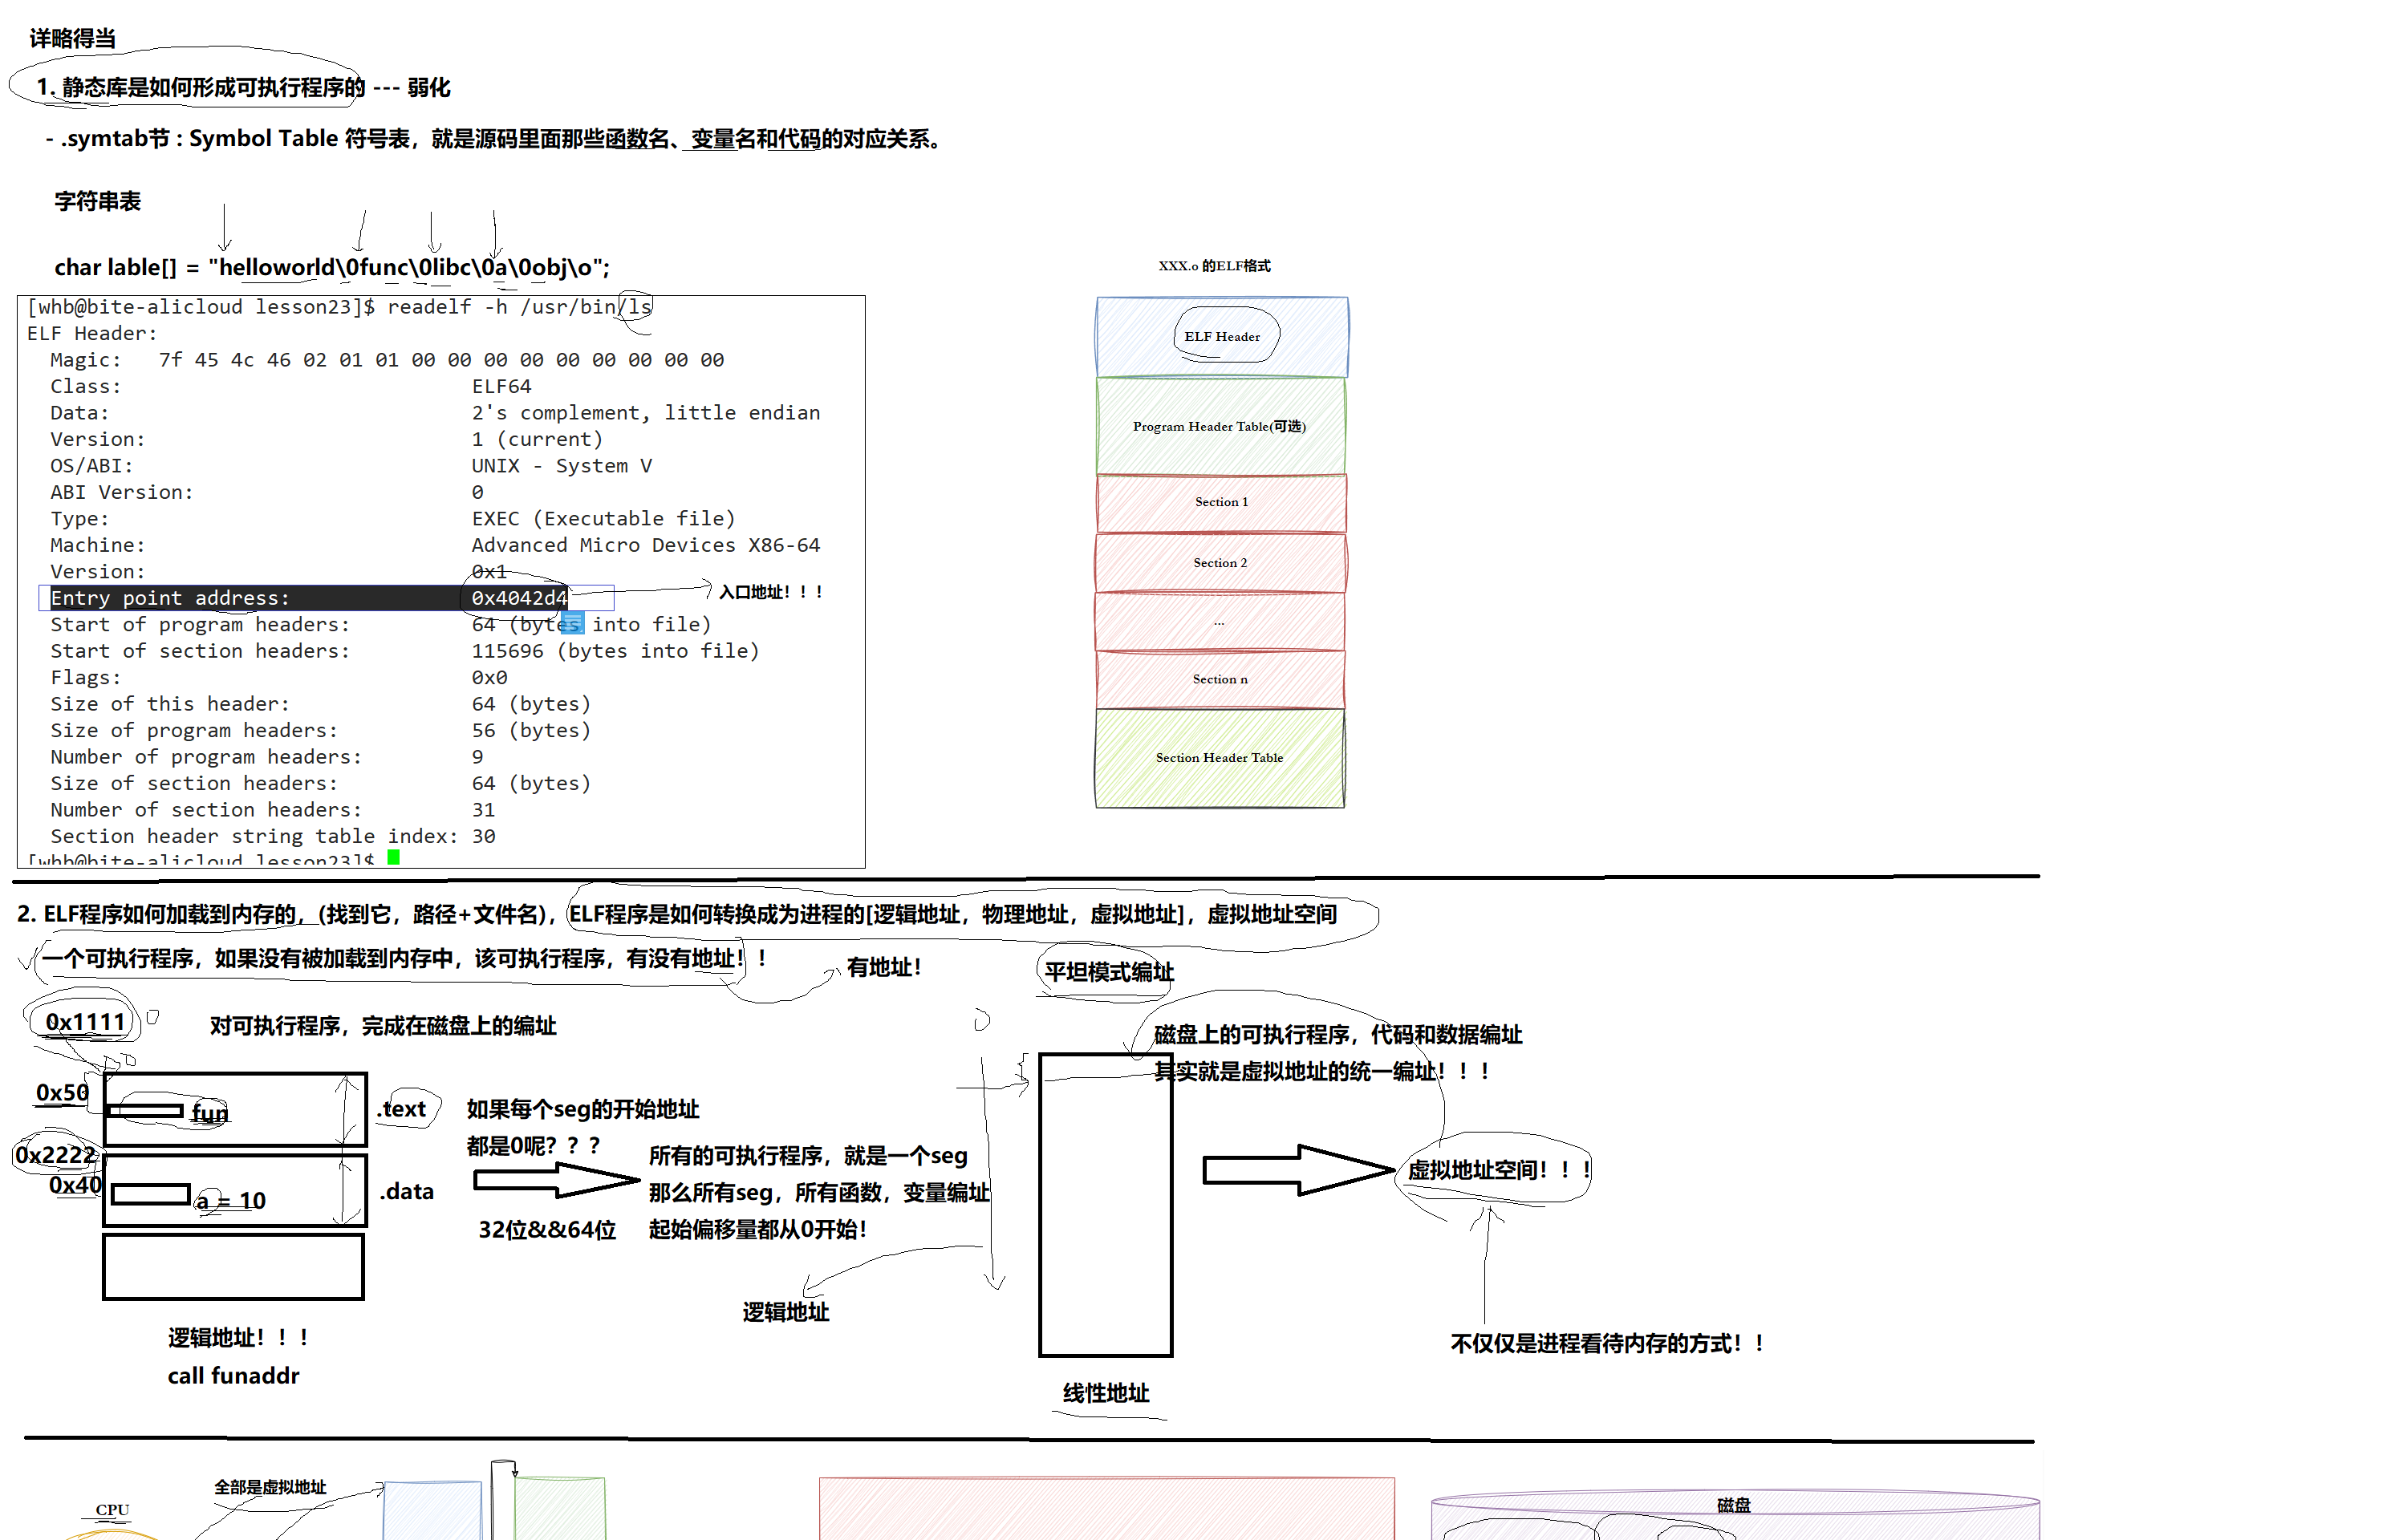 详略得当
1. 静态库是如何形成可执行程序的 --- 弱化
- .symtab节 : Symbol Table 符号表，就是源码里面那些函数名、变量名和代码的对应关系。
字符串表
char lable[] = "helloworld\0func\0libc\0a\0obj\o";
[whb@bite-alicloud lesson23]$ readelf -h /usr/bin/ls
ELF Header:
Magic: 7f 45 4c 46 02 01 01 00 00 00 00 00 00 00 00 00
Class: ELF64
Data: 2's complement, little endian
Version: 1 (current)
OS/ABI: UNIX - System V
ABI Version: 0
Type: EXEC (Executable file)
Machine: Advanced Micro Devices X86-64
Version: 0x1
Entry point address: 0x4042d4
入口地址！！！
Start of program headers: 64 (bytes into file)
Start of section headers: 115696 (bytes into file)
Flags: 0x0
Size of this header: 64 (bytes)
Size of program headers: 56 (bytes)
Number of program headers: 9
Size of section headers: 64 (bytes)
Number of section headers: 31
Section header string table index: 30
[whb@bite-alicloud lesson23]$
XXX.o 的ELF格式
ELF Header
Program Header Table(可选)
Section 1
Section 2
...
Section n
Section Header Table
2. ELF程序如何加载到内存的，(找到它，路径+文件名)，ELF程序是如何转换成为进程的[逻辑地址，物理地址，虚拟地址]，虚拟地址空间
一个可执行程序，如果没有被加载到内存中，该可执行程序，有没有地址！！
有地址！
平坦模式编址
0x1111
对可执行程序，完成在磁盘上的编址
磁盘上的可执行程序，代码和数据编址
其实就是虚拟地址的统一编址！！！
0x50
fun
.text
如果每个seg的开始地址
都是0呢？？？
0x2222
0x40
a = 10
.data
32位&&64位
所有的可执行程序，就是一个seg
那么所有seg，所有函数，变量编址
起始偏移量都从0开始！
虚拟地址空间！！！
逻辑地址
逻辑地址！！！
call funaddr
不仅仅是进程看待内存的方式！！
线性地址
全部是虚拟地址
CPU
磁盘